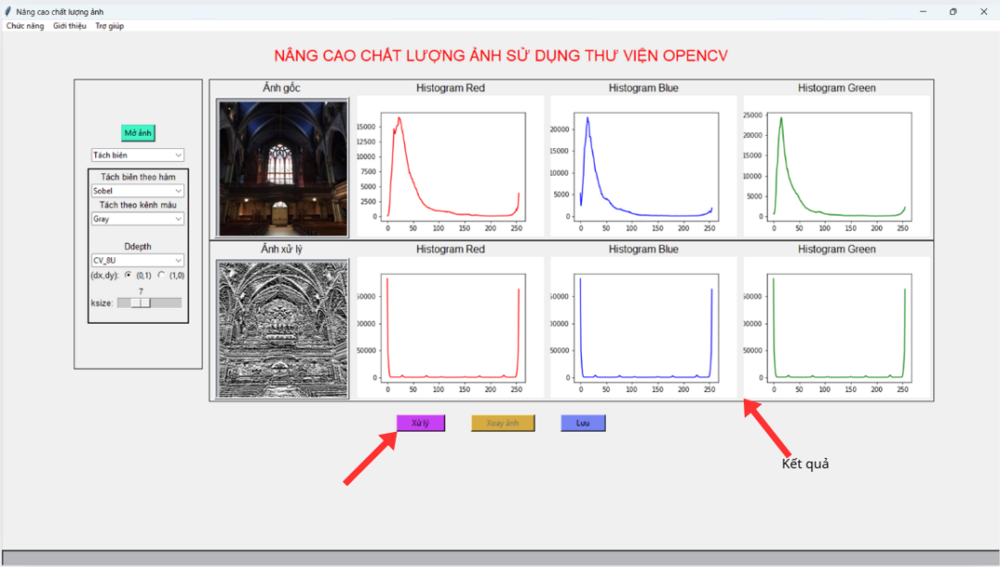 Nâng cao chất lượng ảnh
Chức năng Giới thiệu Trợ giúp
NÂNG CAO CHẤT LƯỢNG ẢNH SỬ DỤNG THƯ VIỆN OPENCV
Mở ảnh
Tách biên
Tách biên theo hàm
Sobel
Tách theo kênh màu
Gray
Ddepth
CV_8U
(dx,dy): (0,1) (1,0)
7
ksize:
Ảnh gốc Histogram Red Histogram Blue Histogram Green
15000
12500
10000
7500
5000
2500
0
0 50 100 150 200 250
20000
15000
10000
5000
0
0 50 100 150 200 250
25000
20000
15000
10000
5000
0
0 50 100 150 200 250
Ảnh xử lý Histogram Red Histogram Blue Histogram Green
50000
00000
50000
0
0 50 100 150 200 250
50000
00000
50000
0
0 50 100 150 200 250
50000
00000
50000
0
0 50 100 150 200 250
Xử lý Xoay ảnh Lưu
Kết quả